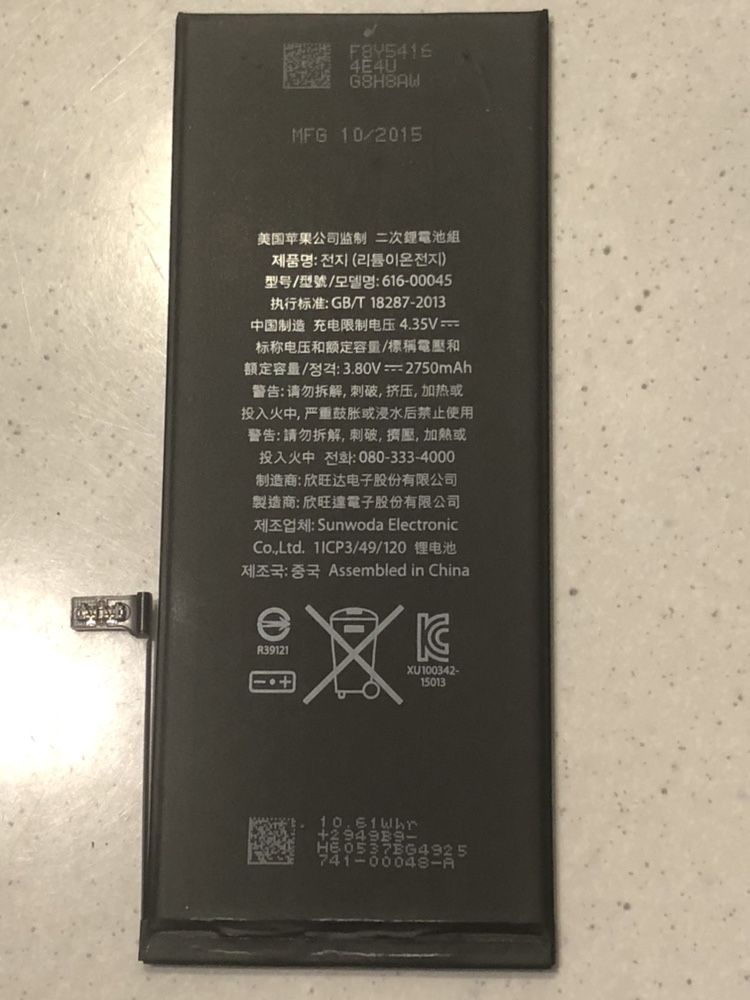 F8Y5416
4E4U
G8H8AW
MFG 10/2015
美国苹果公司监制 二次鋰電池組
제품명: 전지 (리튬이온전지)
型号/型號/모델명: 616-00045
执行标准: GB/T 18287-2013
中国制造 充电限制电压 4.35V⎓
标称电压和额定容量/標稱電壓和
額定容量/정격: 3.80V⎓2750mAh
警告: 请勿拆解, 刺破, 挤压, 加热或
投入火中, 严重鼓胀或浸水后禁止使用
警告: 請勿拆解, 刺破, 擠壓, 加熱或
投入火中 전화: 080-333-4000
制造商: 欣旺达电子股份有限公司
製造商: 欣旺達電子股份有限公司
제조업체: Sunwoda Electronic
Co.,Ltd. 1ICP3/49/120 锂电池
제조국: 중국 Assembled in China
R39121
XU100342-
15013
10.61Whr
+2949B9-
H60537BG4925
741-00048-A